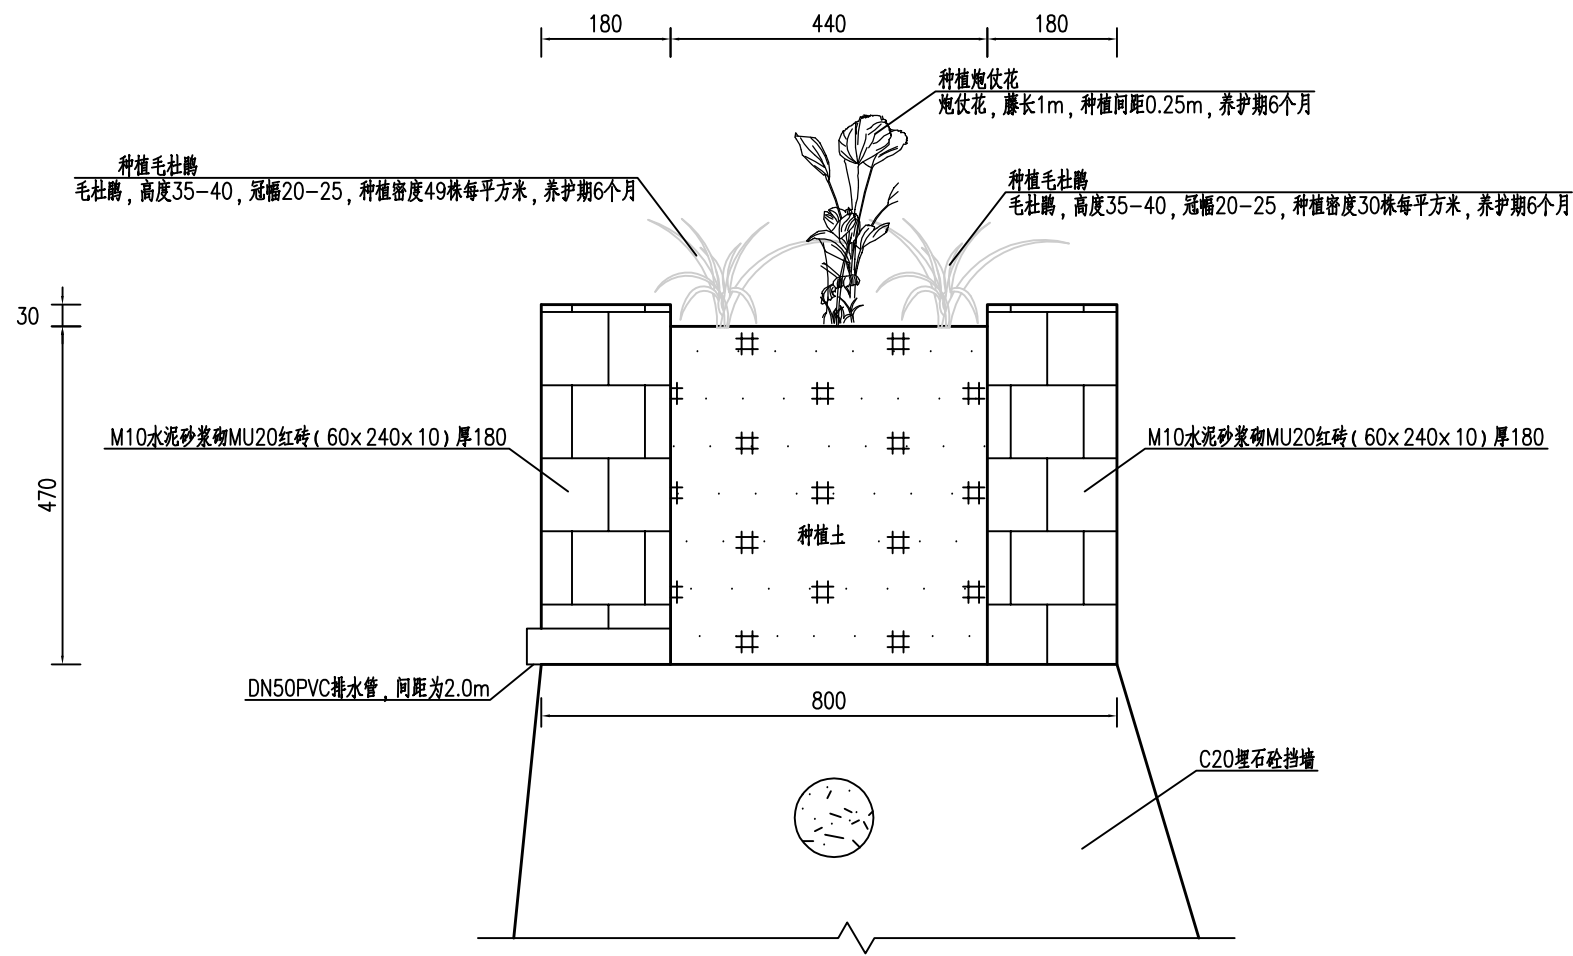 180 440 180
种植炮仗花
炮仗花，藤长1m，种植间距0.25m，养护期6个月
种植毛杜鹃
毛杜鹃，高度35-40，冠幅20-25，种植密度49株每平方米，养护期6个月
种植毛杜鹃
毛杜鹃，高度35-40，冠幅20-25，种植密度30株每平方米，养护期6个月
30
M10水泥砂浆砌MU20红砖（60×240×10）厚180
M10水泥砂浆砌MU20红砖（60×240×10）厚180
470
种植土
DN50PVC排水管，间距为2.0m
800
C20埋石砼挡墙